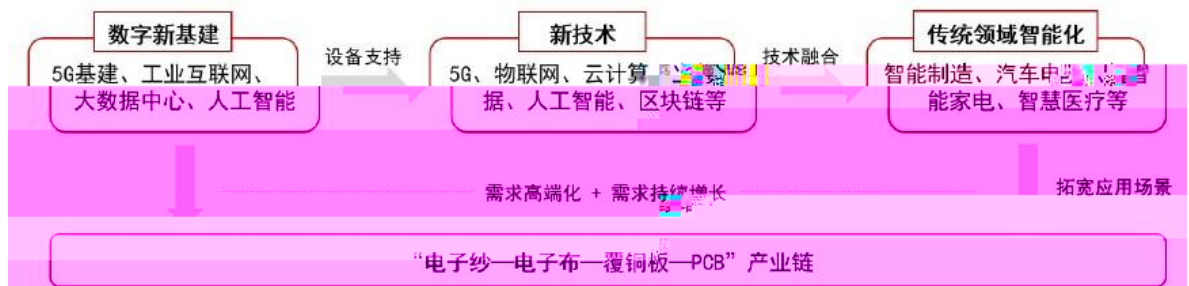 数字新基建
5G基建、工业互联网、
大数据中心、人工智能
设备支持
新技术
5G、物联网、云计算
据、人工智能、区块链等
技术融合
传统领域智能化
智能制造、汽车电
能家电、智慧医疗等
需求高端化 + 需求持续增长
拓宽应用场景
“电子纱—电子布—覆铜板—PCB”产业链